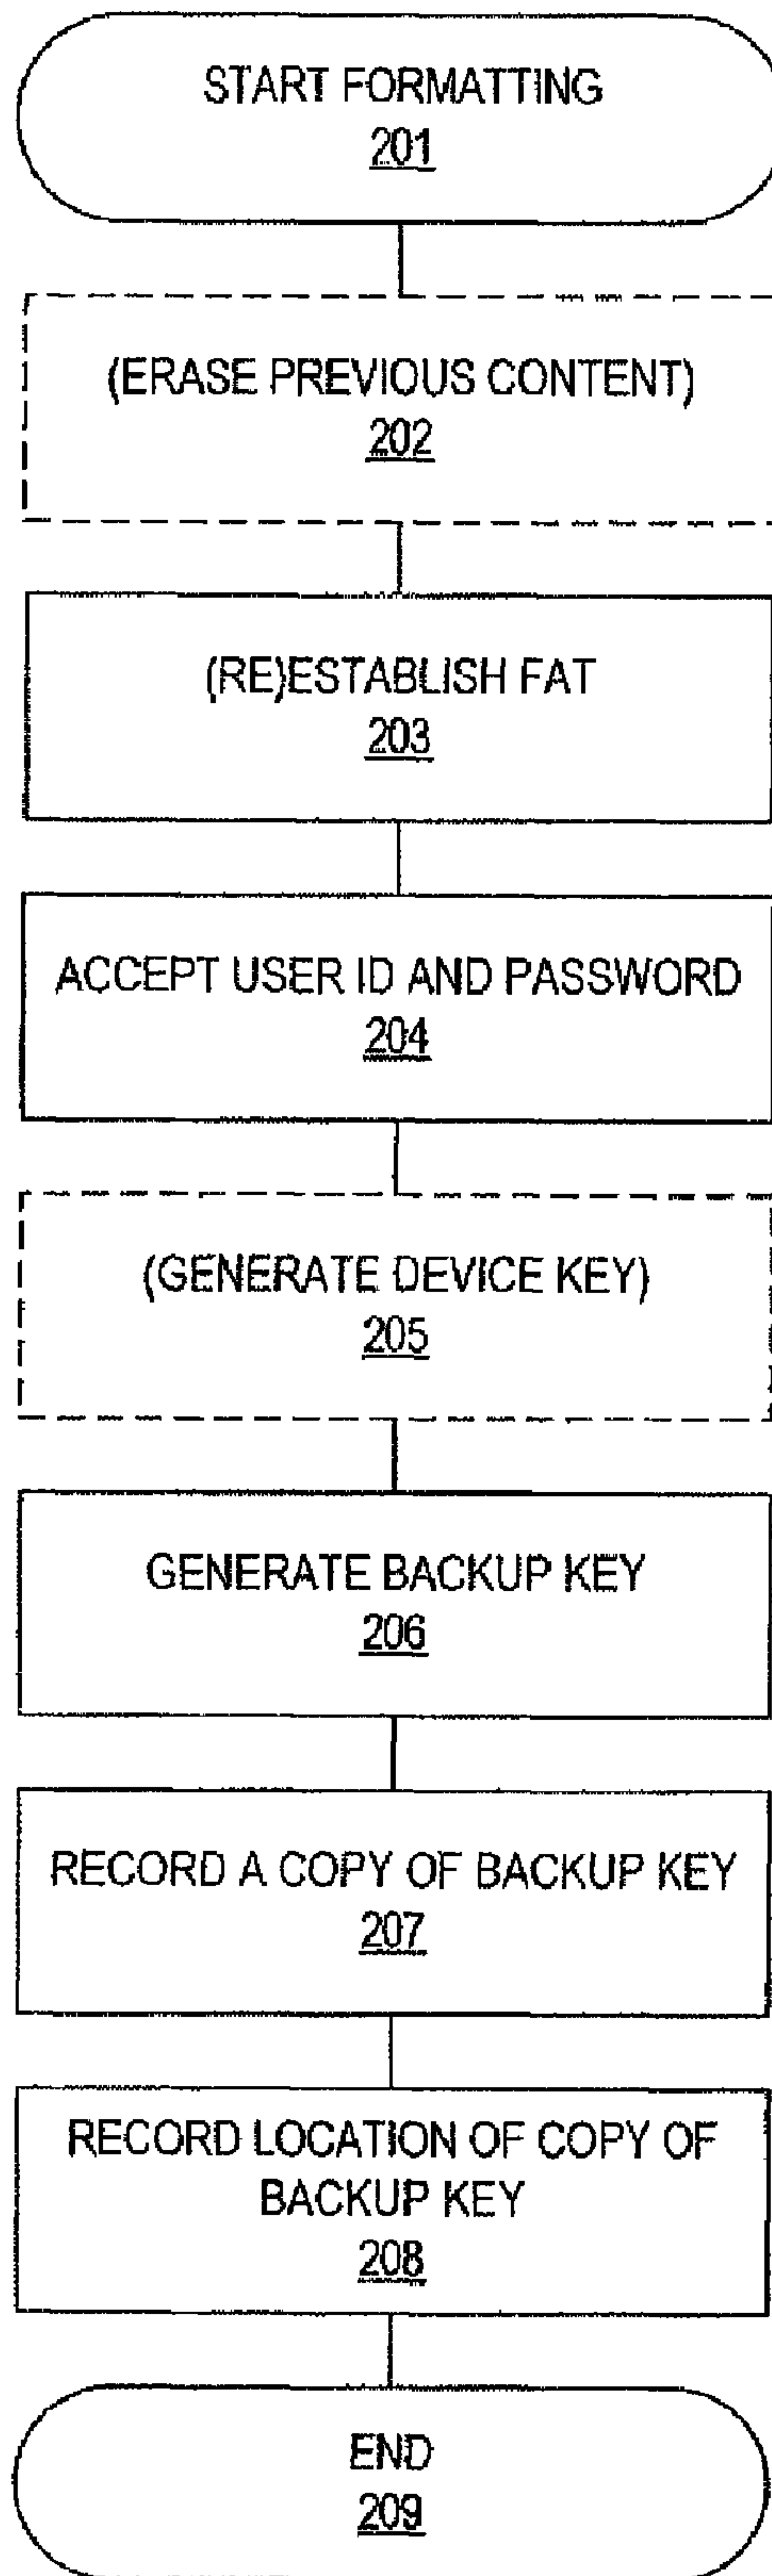 START FORMATTING
201
(ERASE PREVIOUS CONTENT)
202
(RE)ESTABLISH FAT
203
ACCEPT USER ID AND PASSWORD
204
(GENERATE DEVICE KEY)
205
GENERATE BACKUP KEY
206
RECORD A COPY OF BACKUP KEY
207
RECORD LOCATION OF COPY OF
BACKUP KEY
208
END
209